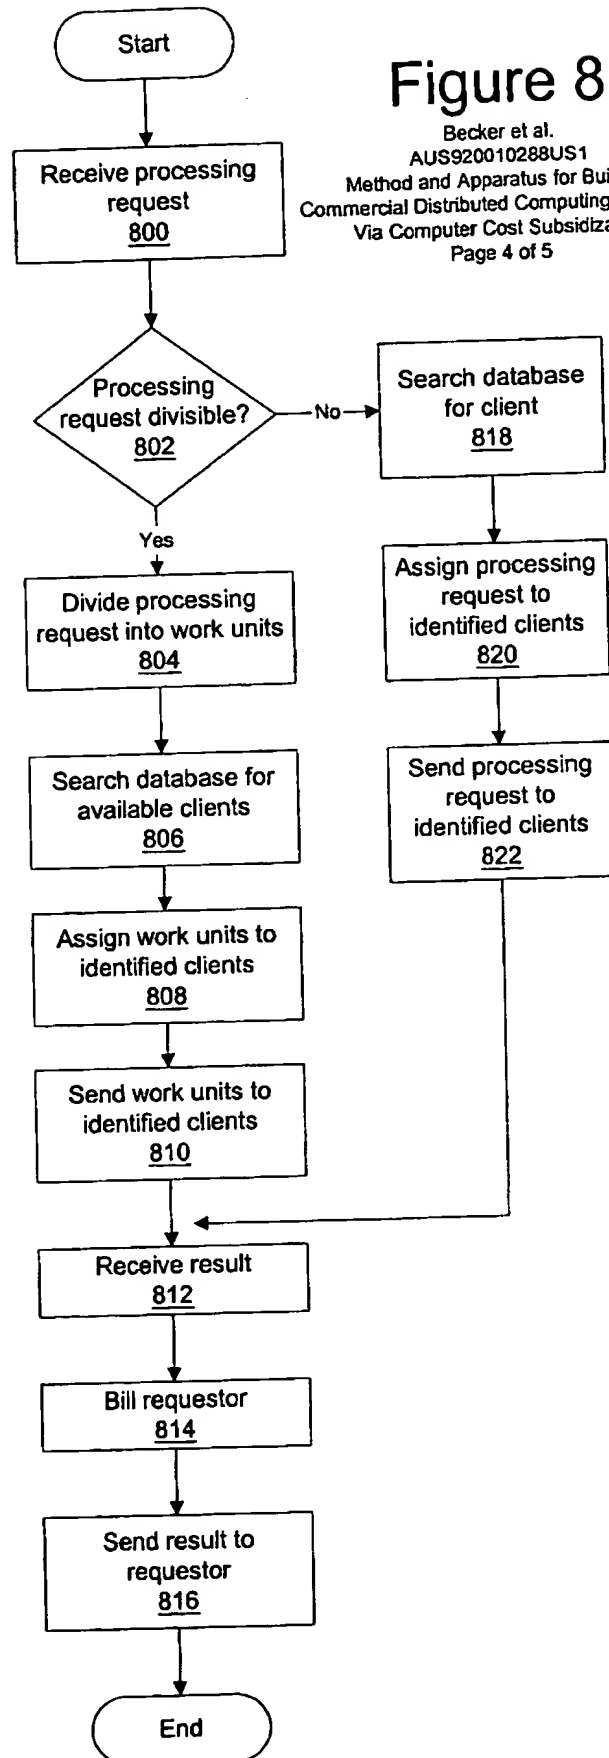 Start
Figure 8
Becker et al.
AUS920010288US1
Method and Apparatus for Bui
Commercial Distributed Computing
Via Computer Cost Subsidiza
Page 4 of 5
Receive processing
request
800
Processing
request divisible?
802
No
Search database
for client
818
Yes
Assign processing
request to
identified clients
820
Divide processing
request into work units
804
Send processing
request to
identified clients
822
Search database for
available clients
806
Assign work units to
identified clients
808
Send work units to
identified clients
810
Receive result
812
Bill requestor
814
Send result to
requestor
816
End